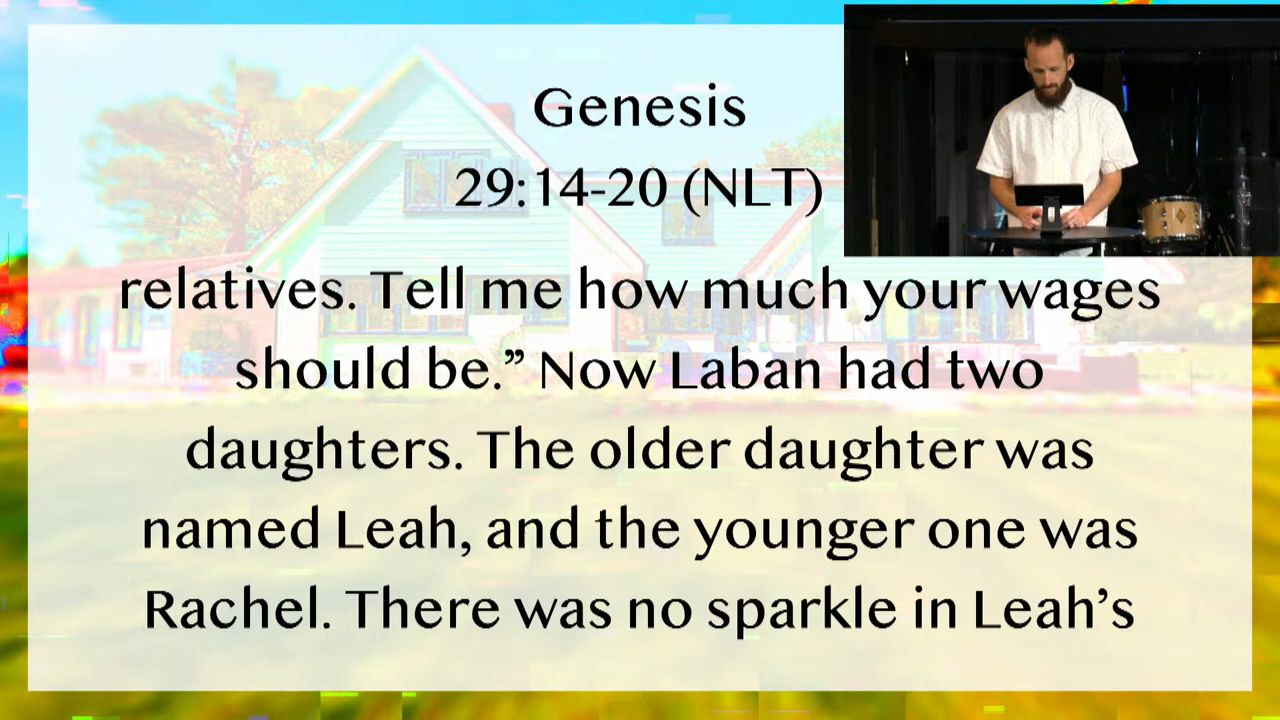 Genesis
29:14-20 (NLT)
relatives. Tell me how much your wages
should be.” Now Laban had two
daughters. The older daughter was
named Leah, and the younger one was
Rachel. There was no sparkle in Leah’s